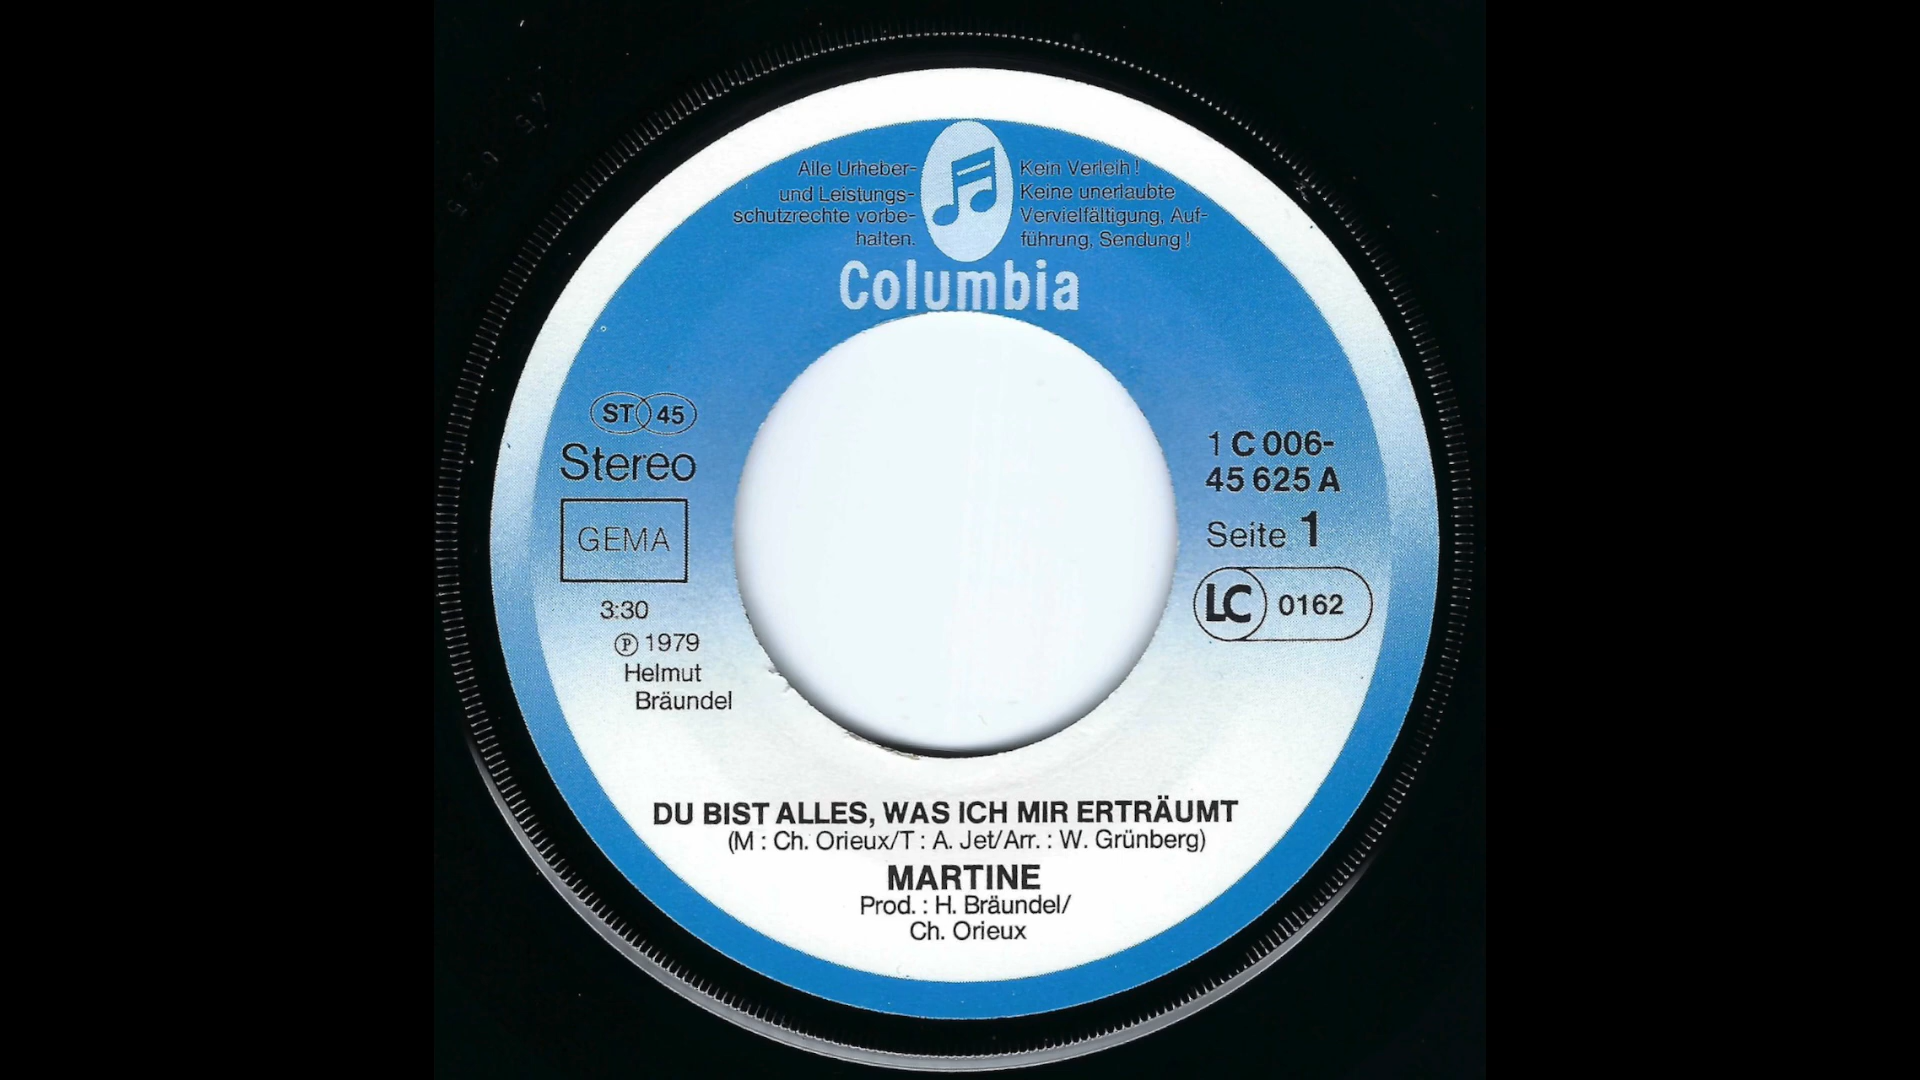 Alle Urheber-
und Leistungs-
schutzrechte vorbe-
halten.
Kein Verleih !
Keine unerlaubte
Vervielfältigung, Auf-
führung, Sendung !
Columbia
ST 45
Stereo
GEMA
3:30
Ⓟ 1979
Helmut
Bräundel
1 C 006-
45 625 A
Seite 1
LC 0162
DU BIST ALLES, WAS ICH MIR ERTRÄUMT
(M : Ch. Orieux/T : A. Jet/Arr. : W. Grünberg)
MARTINE
Prod. : H. Bräundel/
Ch. Orieux